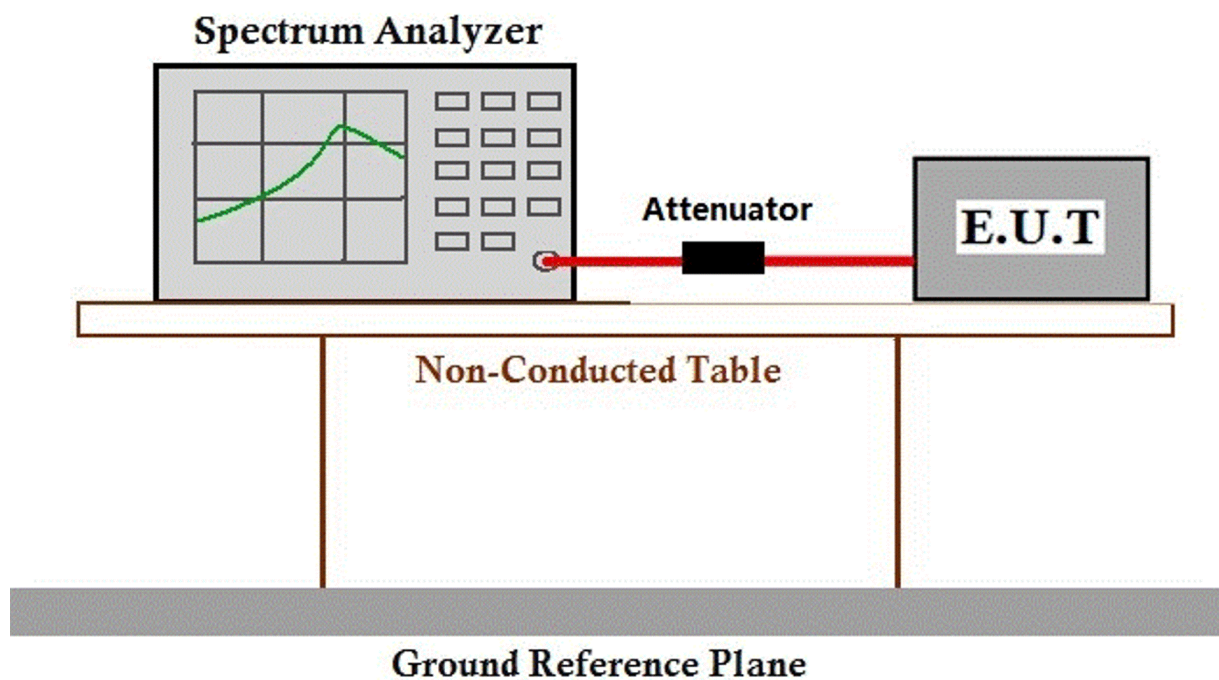 Spectrum Analyzer
Attenuator
E.U.T
Non-Conducted Table
Ground Reference Plane